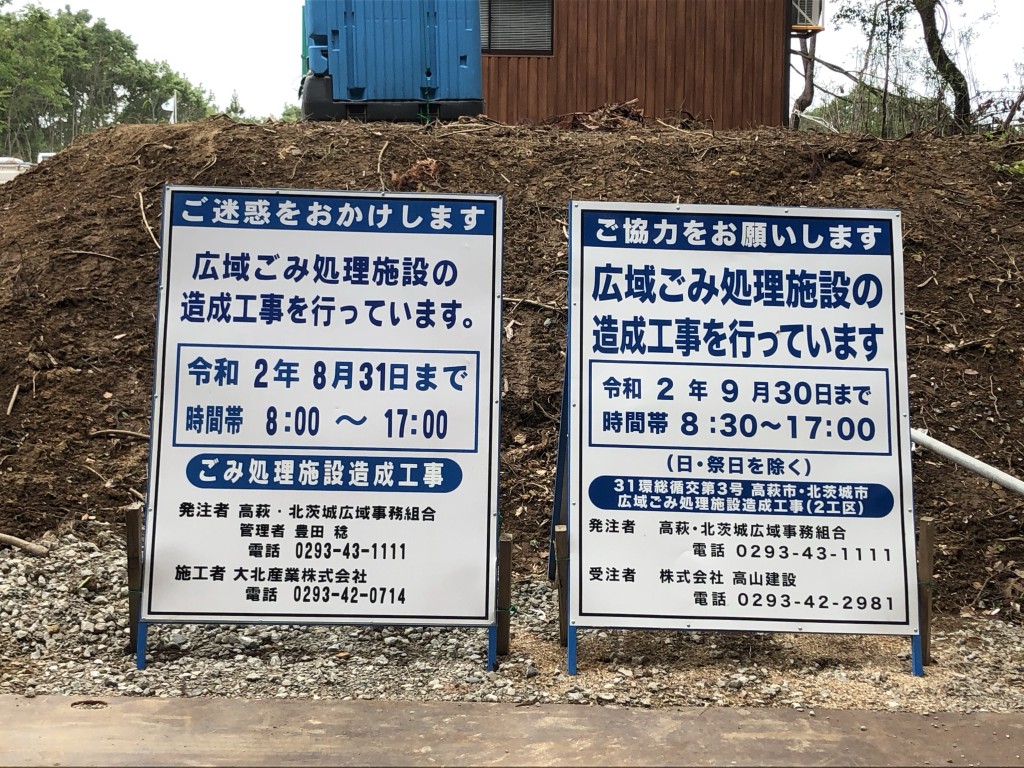 ご迷惑をおかけします
広域ごみ処理施設の
造成工事を行っています。
令和 2年 8月31日まで
時間帯 8:00 〜 17:00
ごみ処理施設造成工事
発注者 高萩・北茨城広域事務組合
管理者 豊田 稔
電話 0293-43-1111
施工者 大北産業株式会社
電話 0293-42-0714
ご協力をお願いします
広域ごみ処理施設の
造成工事を行っています
令和 2 年 9 月30日まで
時間帯 8:30〜17:00
(日・祭日を除く)
31環総循交第3号 高萩市・北茨城市
広域ごみ処理施設造成工事(2工区)
発注者 高萩・北茨城広域事務組合
電話 0293-43-1111
受注者 株式会社 高山建設
電話 0293-42-2981